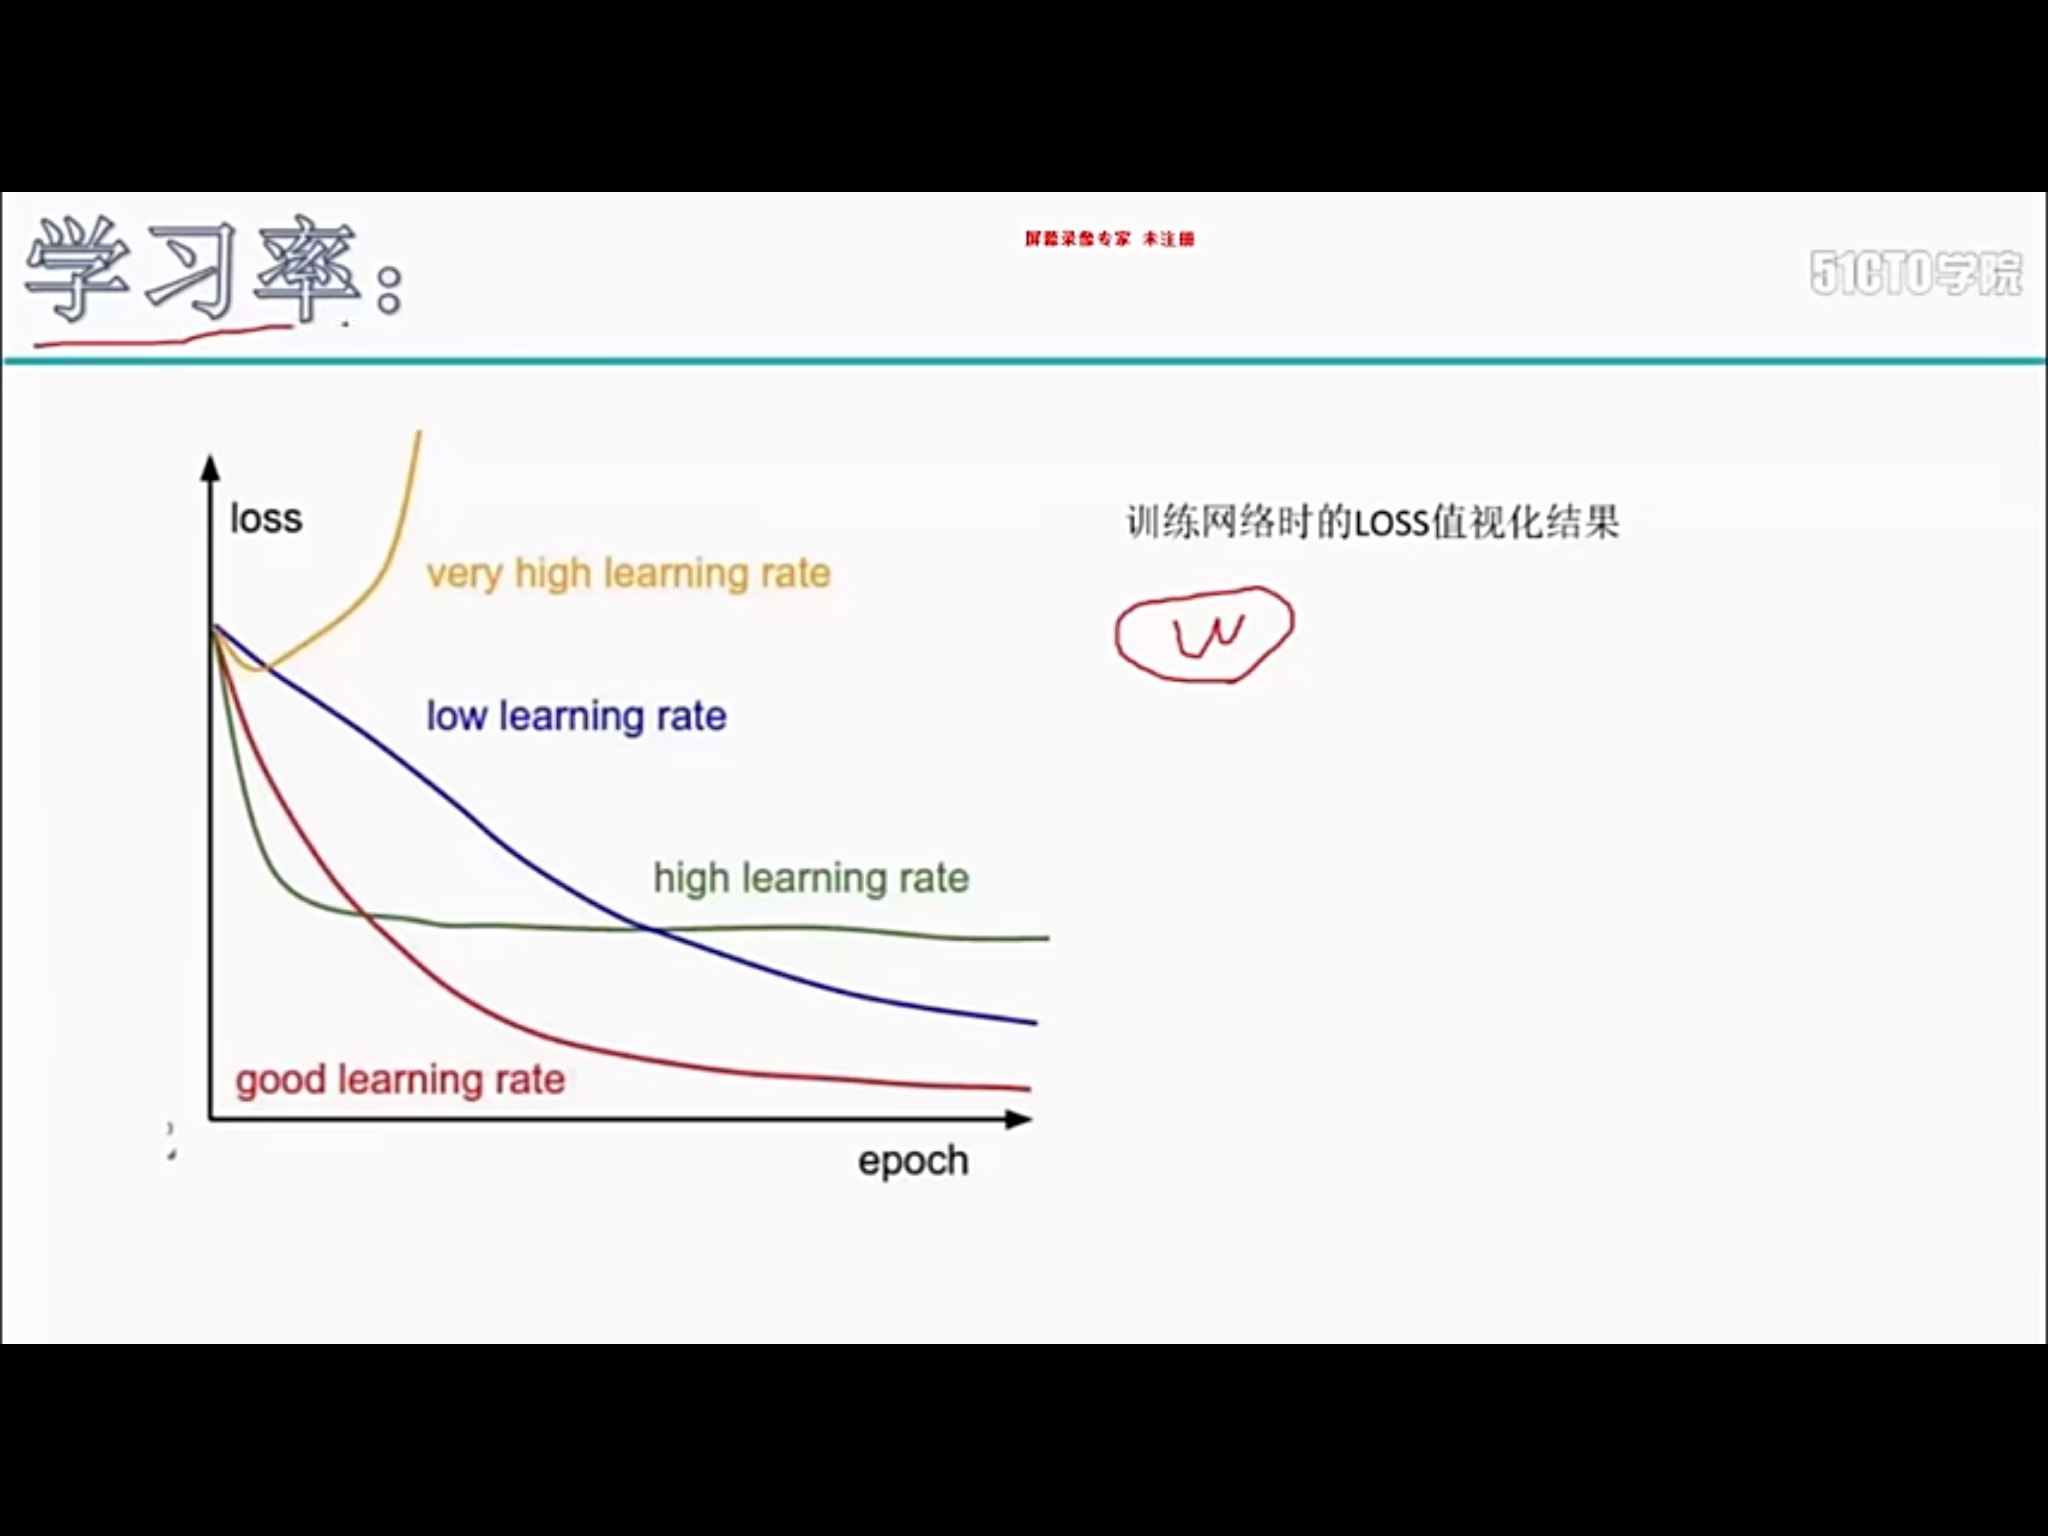 学习率：
屏幕录像专家 未注册
51CTO学院
loss
very high learning rate
训练网络时的LOSS值视化结果
W
low learning rate
high learning rate
good learning rate
epoch